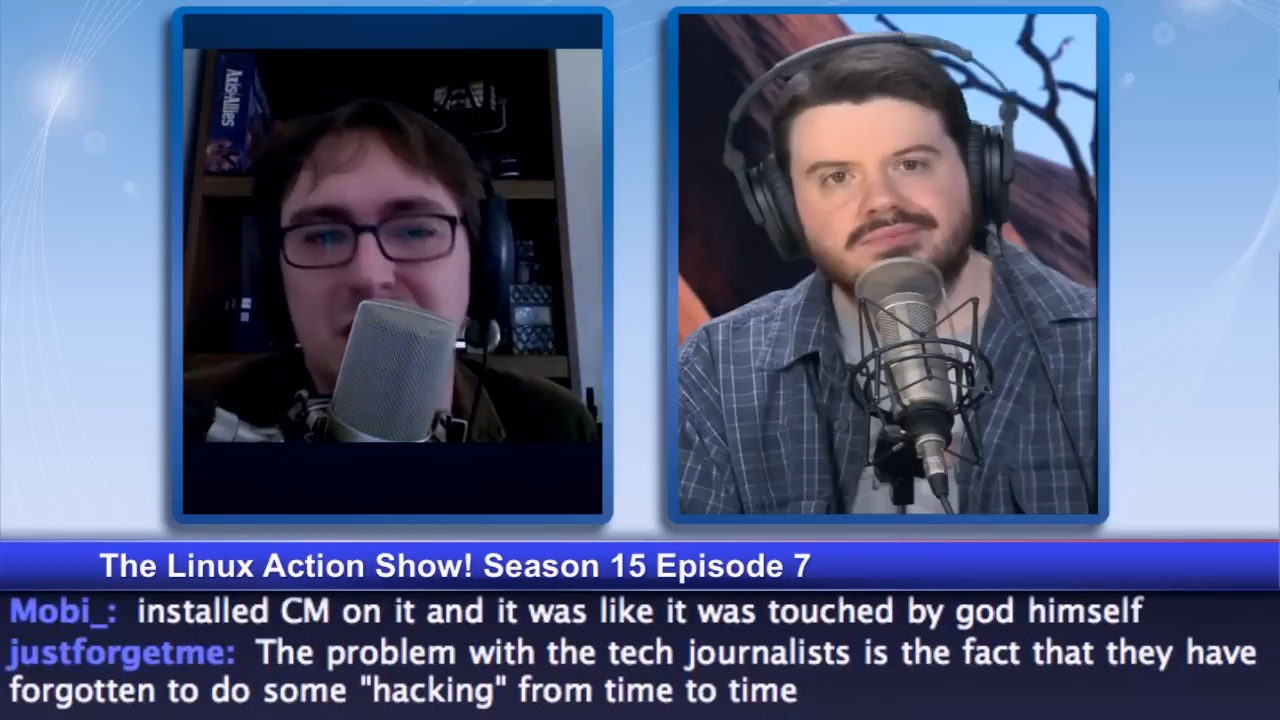 Axis&Allies
The Linux Action Show! Season 15 Episode 7
Mobi_: installed CM on it and it was like it was touched by god himself
justforgetme: The problem with the tech journalists is the fact that they have
forgotten to do some "hacking" from time to time